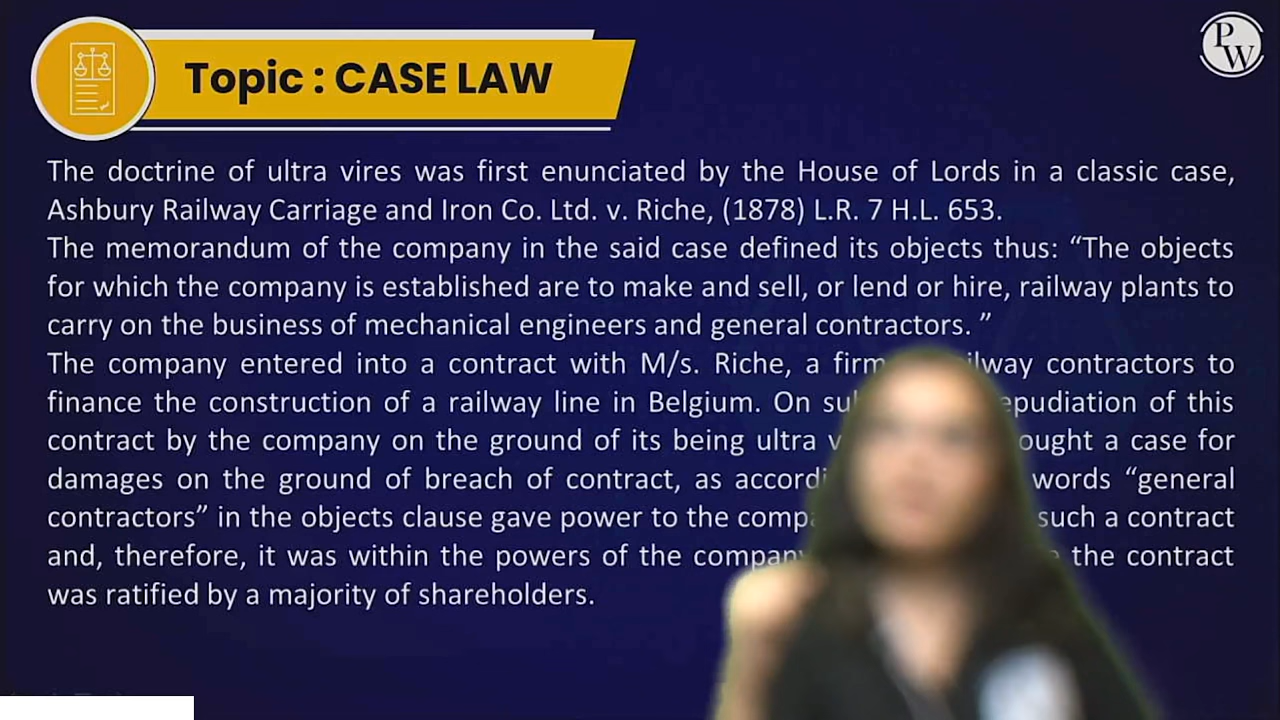 PW
Topic : CASE LAW
The doctrine of ultra vires was first enunciated by the House of Lords in a classic case,
Ashbury Railway Carriage and Iron Co. Ltd. v. Riche, (1878) L.R. 7 H.L. 653.
The memorandum of the company in the said case defined its objects thus: “The objects
for which the company is established are to make and sell, or lend or hire, railway plants to
carry on the business of mechanical engineers and general contractors. ”
The company entered into a contract with M/s. Riche, a firm contractors to
finance the construction of a railway line in Belgium. On of this
contract by the company on the ground of its being ultra a case for
damages on the ground of breach of contract, as words “general
contractors” in the objects clause gave power to the such a contract
and, therefore, it was within the powers of the company the contract
was ratified by a majority of shareholders.